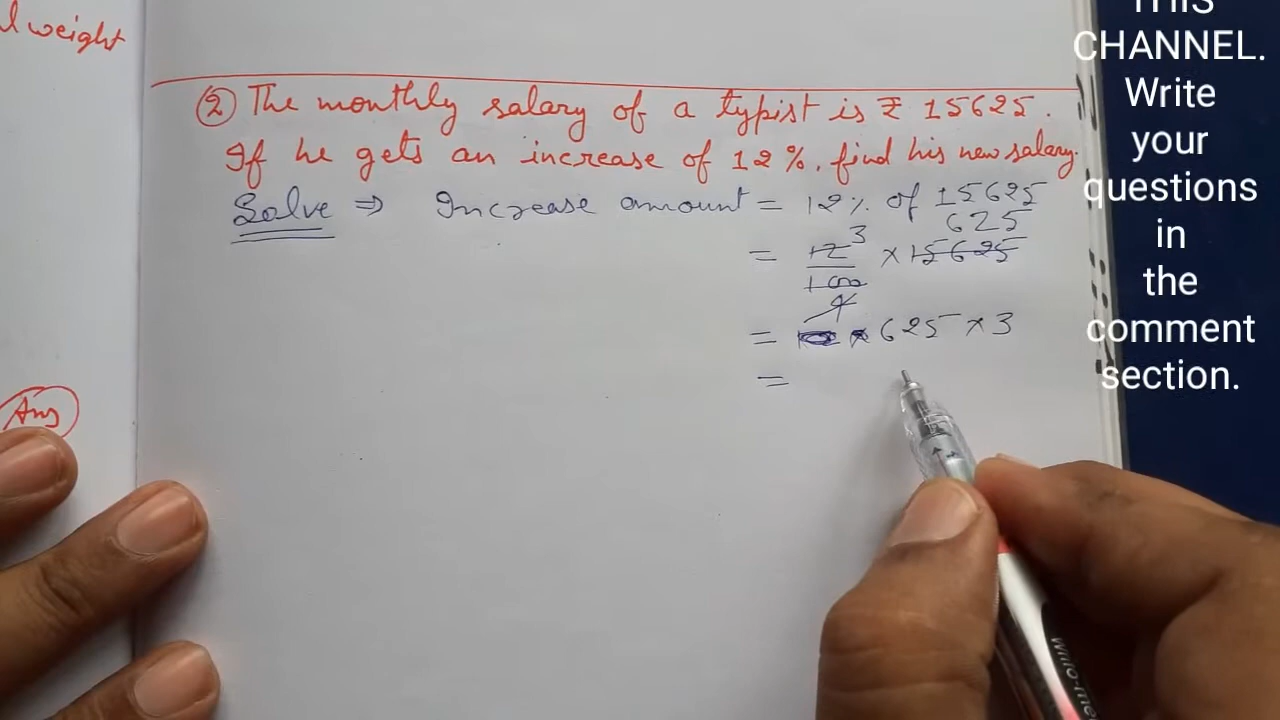 l weight
② The monthly salary of a typist is ₹ 15625.
If he gets an increase of 12%, find his new salary.
Solve ⇒ Increase amount = 12% of 15625
625
= 12 3 × 15625
100
4
= 625 × 3
=
Ans
THIS
CHANNEL.
Write
your
questions
in
the
comment
section.